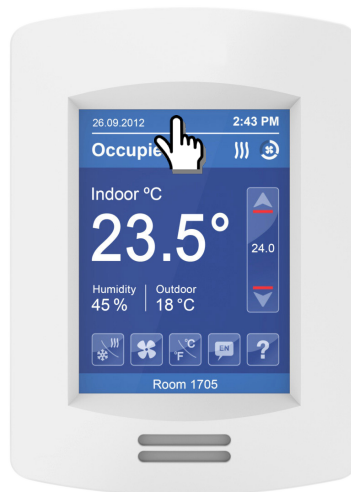 26.09.2012 2:43 PM
Indoor ºC
23.5°
24.0
Humidity Outdoor
45 % 18 °C
°C
F
EN
?
Room 1705